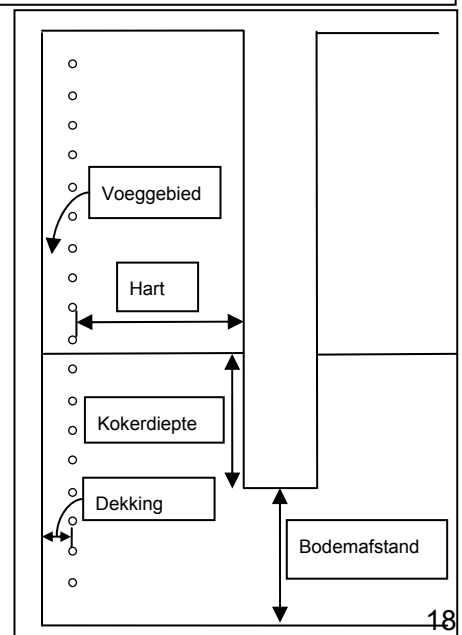 Voeggebied
Hart
Kokerdiepte
Dekking
Bodemafstand
18